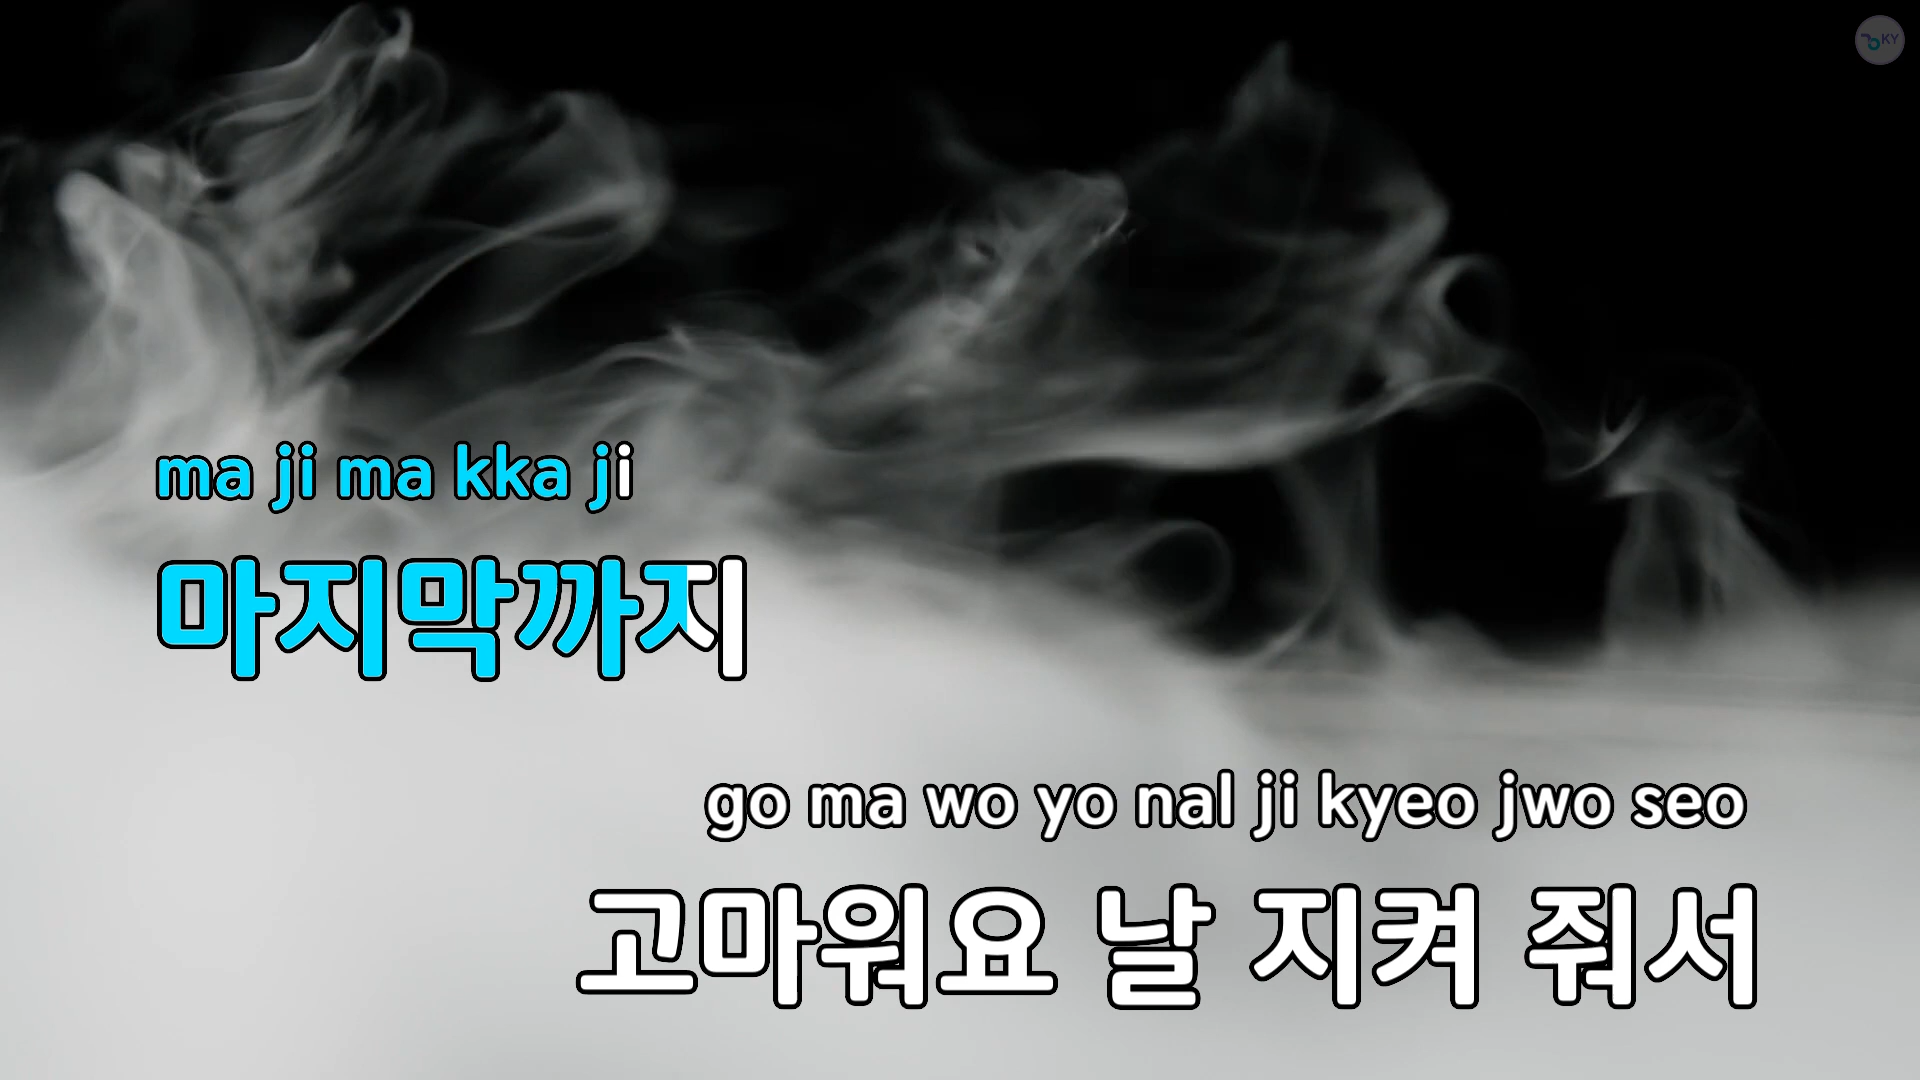 KY
ma ji ma kka ji
마지막까지
go ma wo yo nal ji kyeo jwo seo
고마워요 날 지켜 줘서